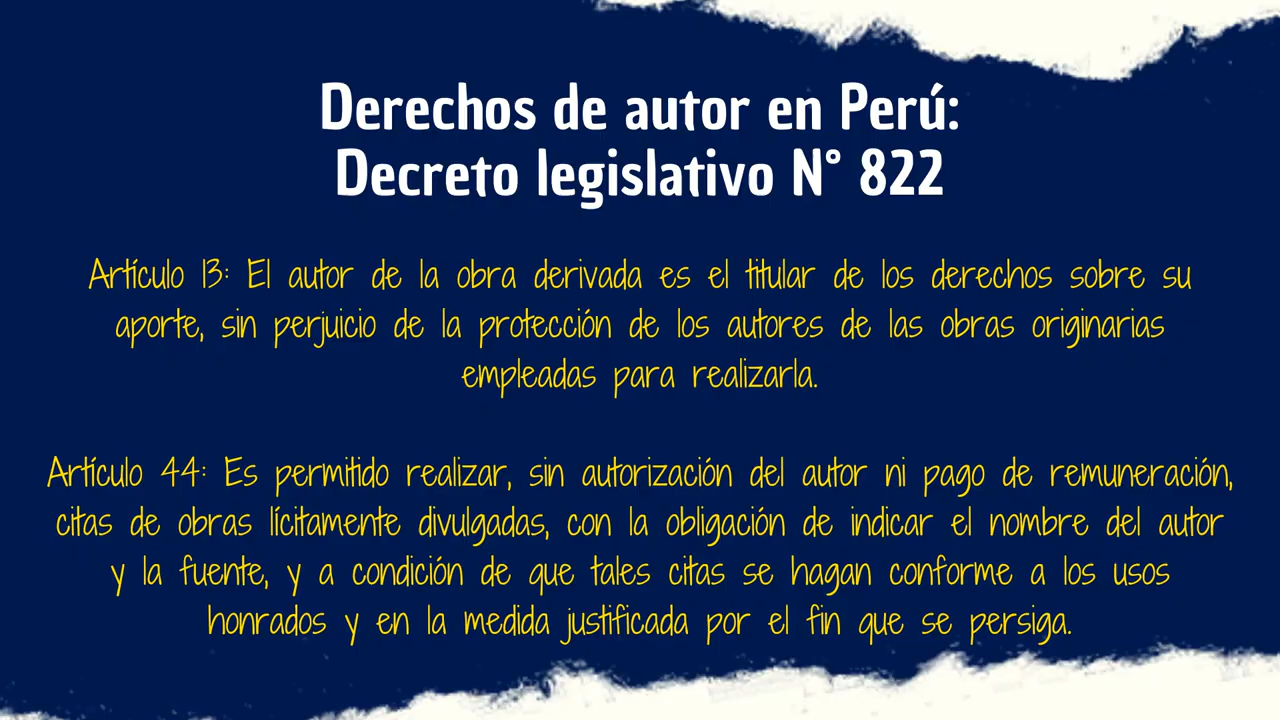 Derechos de autor en Perú:
Decreto legislativo N° 822
Artículo 13: El autor de la obra derivada es el titular de los derechos sobre su
aporte, sin perjuicio de la protección de los autores de las obras originarias
empleadas para realizarla.
Artículo 44: Es permitido realizar, sin autorización del autor ni pago de remuneración,
citas de obras lícitamente divulgadas, con la obligación de indicar el nombre del autor
y la fuente, y a condición de que tales citas se hagan conforme a los usos
honrados y en la medida justificada por el fin que se persiga.